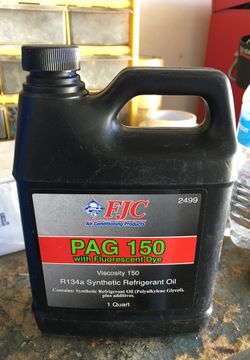 FJC
Air Conditioning Products
2499
PAG 150
with Fluorescent Dye
Viscosity 150
R134a Synthetic Refrigerant Oil
Contains: Synthetic Refrigerant Oil (Polyalkylene Glycol),
plus additives.
1 Quart